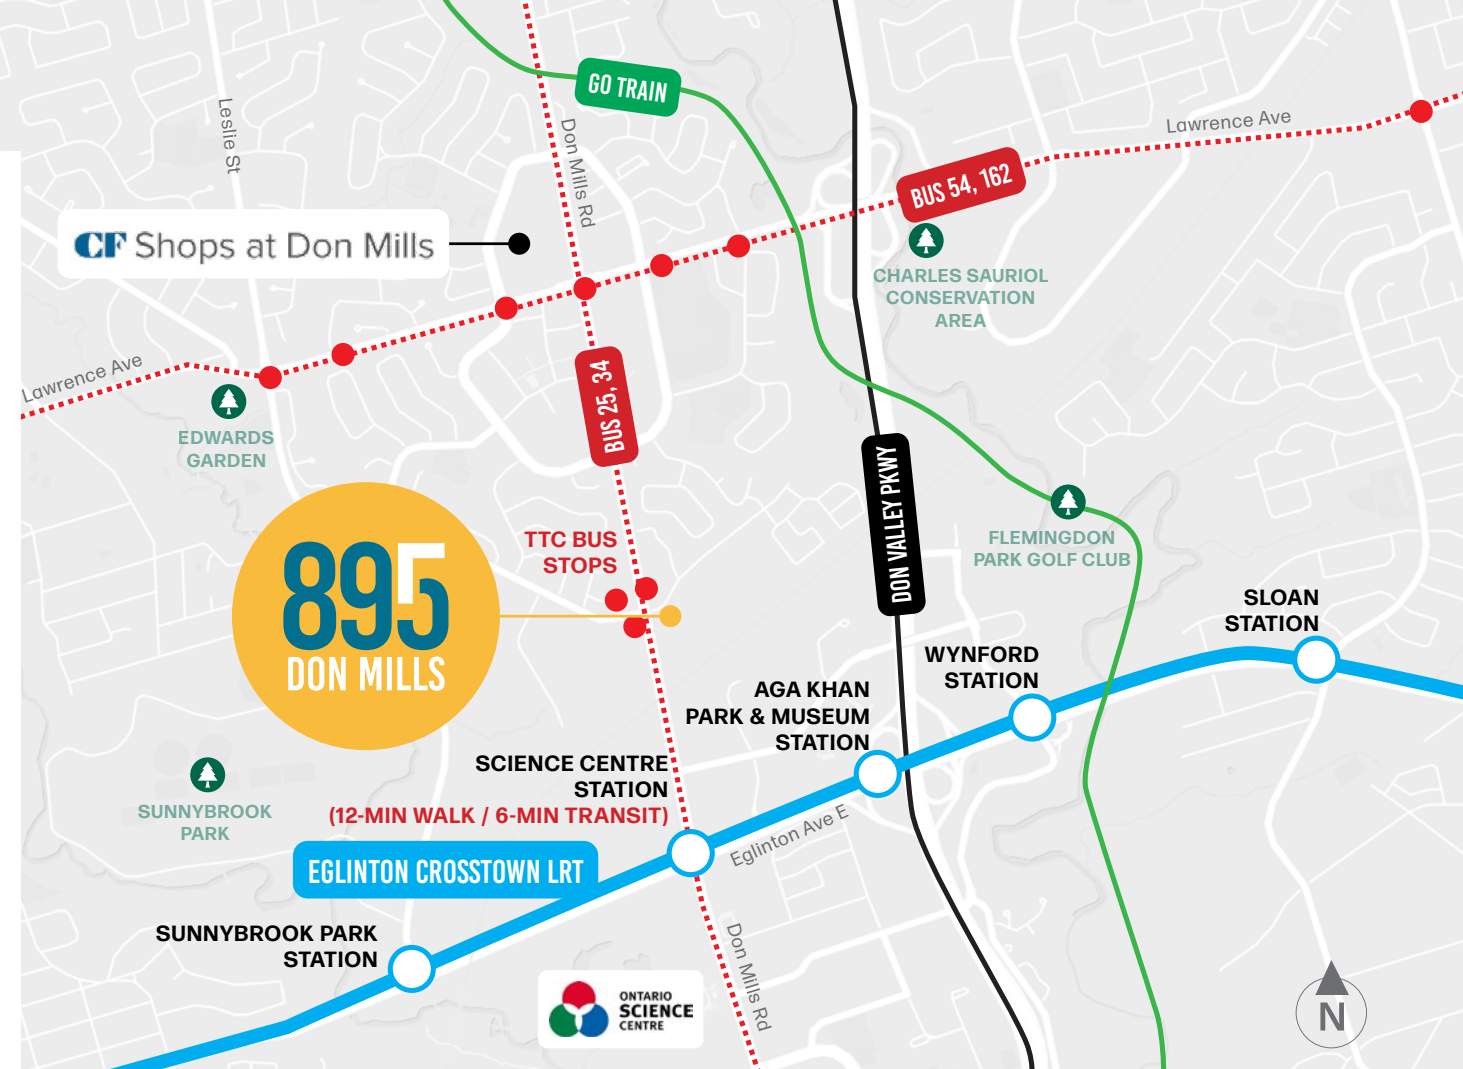 GO TRAIN
Leslie St
Don Mills Rd
Lawrence Ave
BUS 54, 162
CF Shops at Don Mills
CHARLES SAURIOL
CONSERVATION
AREA
Lawrence Ave
BUS 25, 34
EDWARDS
GARDEN
DON VALLEY PKWY
TTC BUS
STOPS
FLEMINGDON
PARK GOLF CLUB
895
DON MILLS
SLOAN
STATION
WYNFORD
STATION
AGA KHAN
PARK & MUSEUM
STATION
SCIENCE CENTRE
STATION
(12-MIN WALK / 6-MIN TRANSIT)
SUNNYBROOK
PARK
Eglinton Ave E
EGLINTON CROSSTOWN LRT
SUNNYBROOK PARK
STATION
Don Mills Rd
ONTARIO
SCIENCE
CENTRE
N